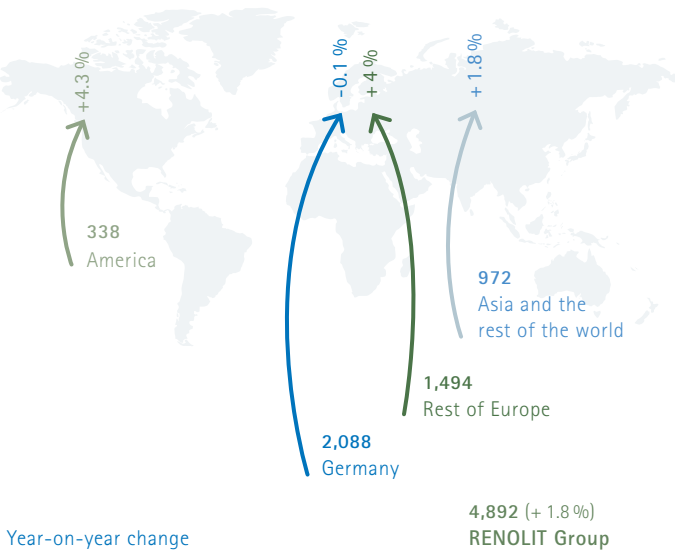 +4.3 %
-0.1 %
+ 4 %
+ 1.8 %
338
America
972
Asia and the
rest of the world
1,494
Rest of Europe
2,088
Germany
4,892 (+ 1.8 %)
Year-on-year change
RENOLIT Group